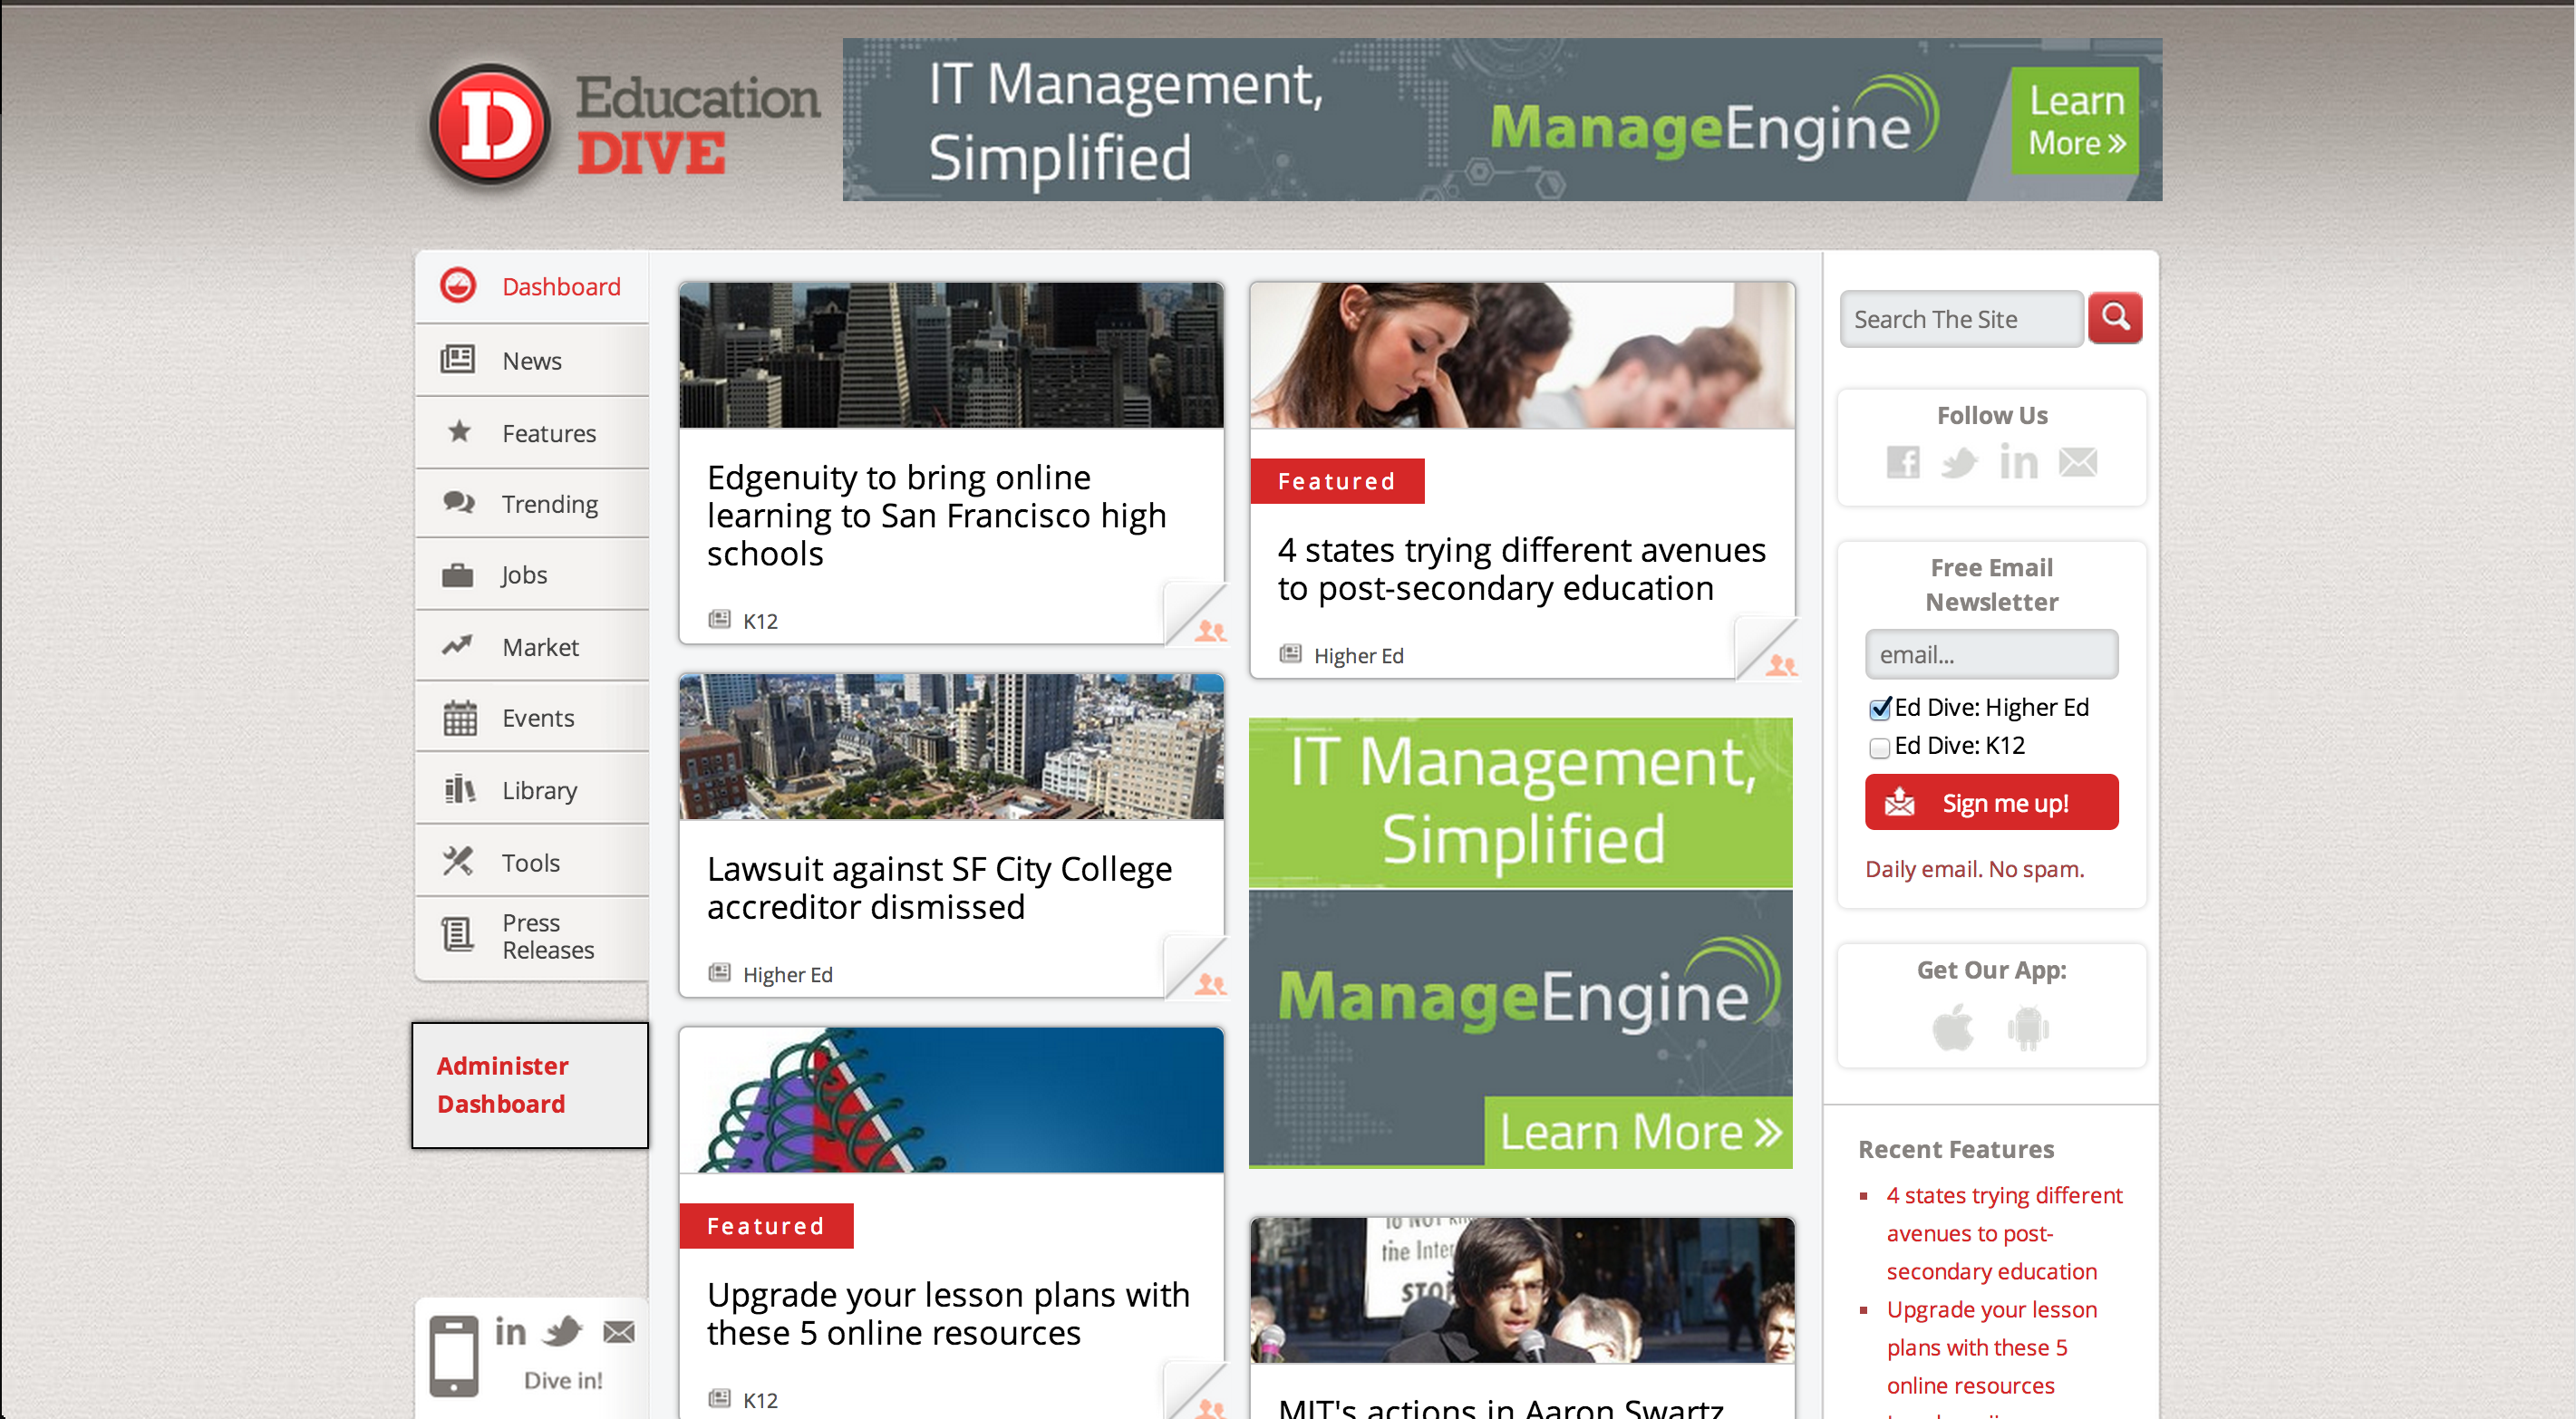 Education
DIVE
IT Management,
Simplified
ManageEngine
Learn
More »
Dashboard
News
Features
Trending
Jobs
Market
Events
Library
Tools
Press
Releases
Administer
Dashboard
in
Dive in!
Edgenuity to bring online
learning to San Francisco high
schools
K12
Lawsuit against SF City College
accreditor dismissed
Higher Ed
Featured
Upgrade your lesson plans with
these 5 online resources
K12
Featured
4 states trying different avenues
to post-secondary education
Higher Ed
IT Management,
Simplified
ManageEngine
Learn More »
TO NOT
the Inter
STOP
MIT's actions in Aaron Swartz
Search The Site
Follow Us
in
Free Email
Newsletter
email...
Ed Dive: Higher Ed
Ed Dive: K12
Sign me up!
Daily email. No spam.
Get Our App:
Recent Features
4 states trying different
avenues to post-
secondary education
Upgrade your lesson
plans with these 5
online resources